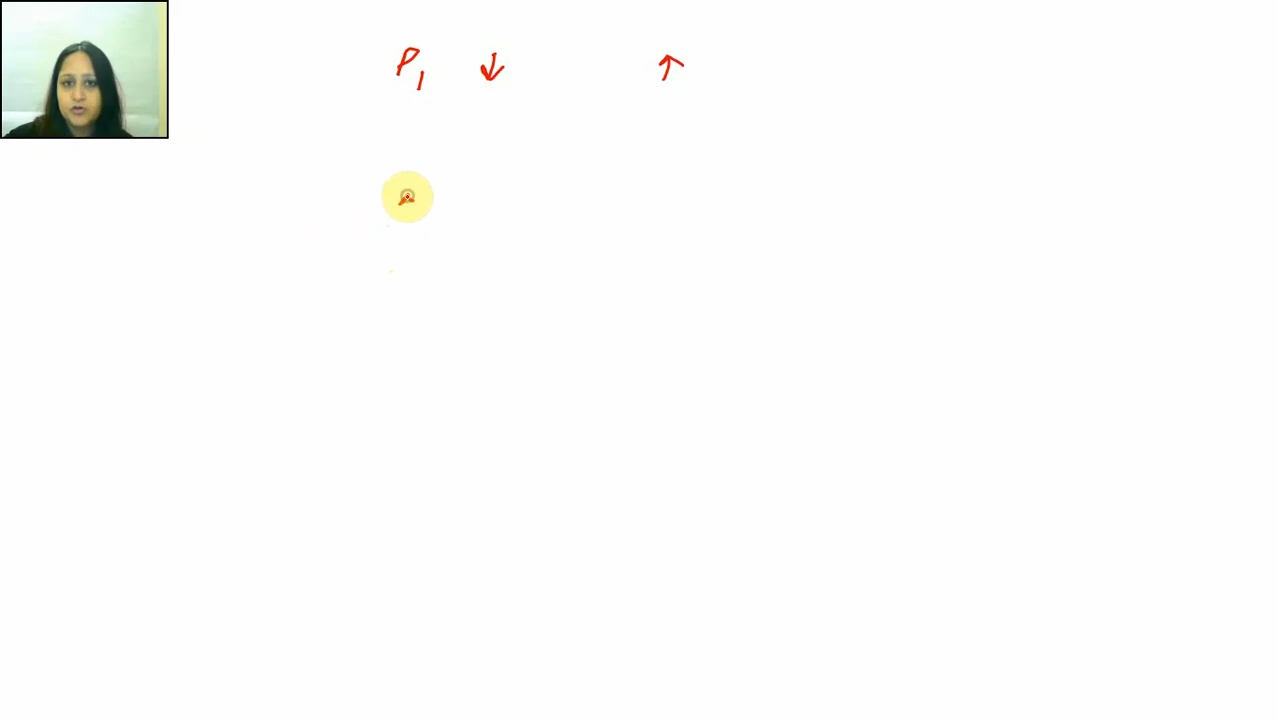 P₁ ↓ ↑